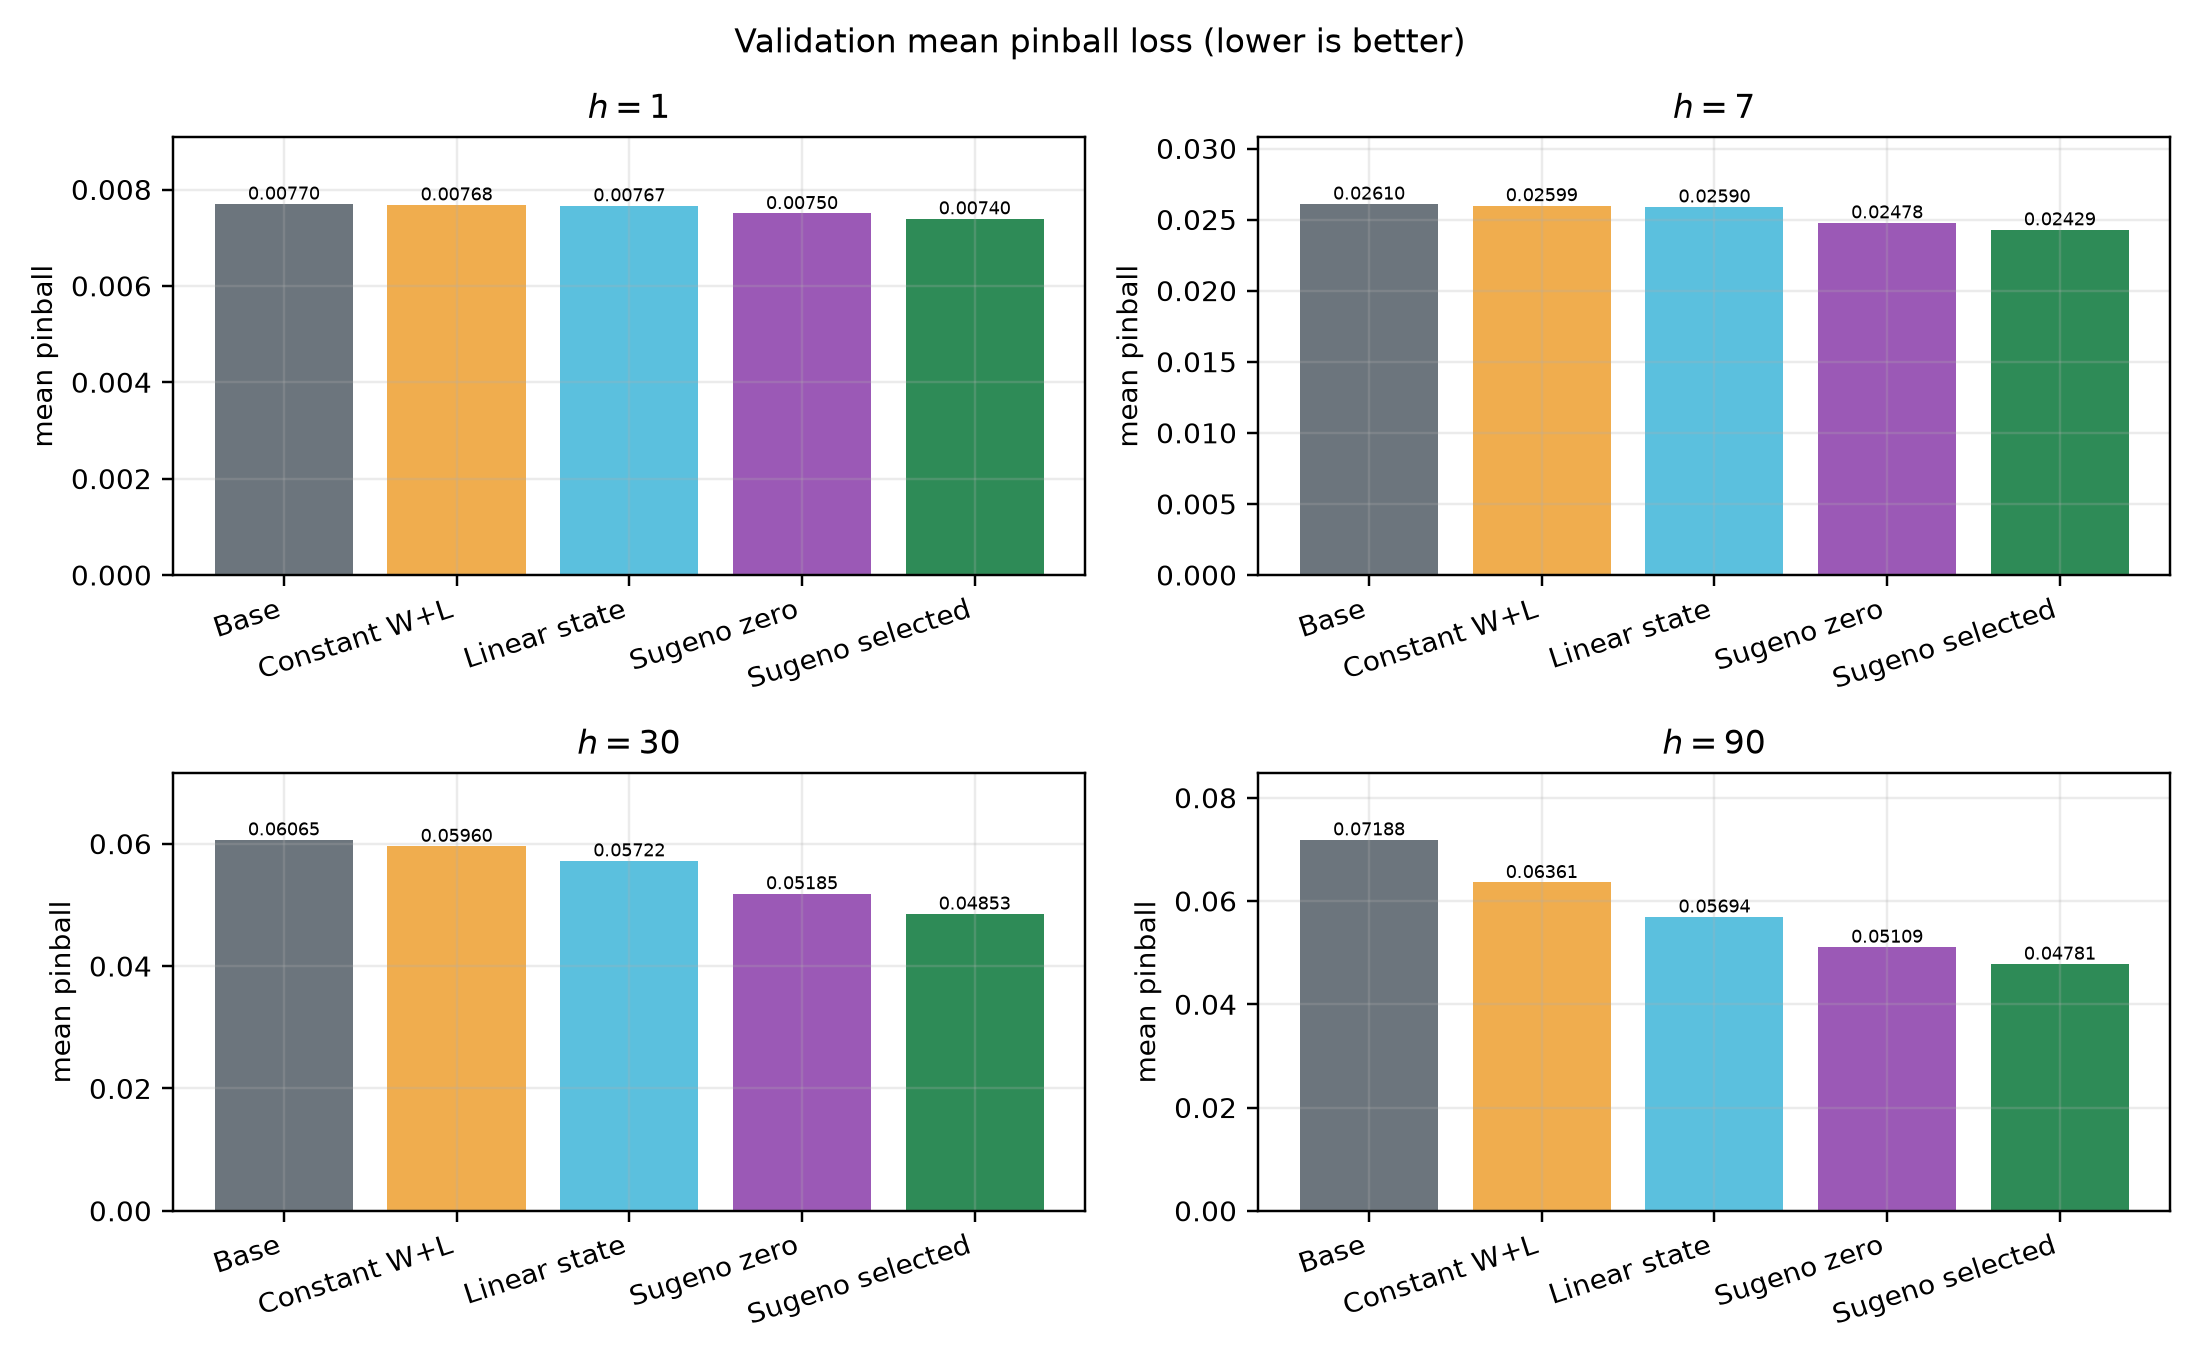 Validation mean pinball loss (lower is better)
h = 1
mean pinball
0.008
0.006
0.004
0.002
0.000
0.00770
0.00768
0.00767
0.00750
0.00740
Base
Constant W+L
Linear state
Sugeno zero
Sugeno selected
h = 7
mean pinball
0.030
0.025
0.020
0.015
0.010
0.005
0.000
0.02610
0.02599
0.02590
0.02478
0.02429
Base
Constant W+L
Linear state
Sugeno zero
Sugeno selected
h = 30
mean pinball
0.06
0.04
0.02
0.00
0.06065
0.05960
0.05722
0.05185
0.04853
Base
Constant W+L
Linear state
Sugeno zero
Sugeno selected
h = 90
mean pinball
0.08
0.06
0.04
0.02
0.00
0.07188
0.06361
0.05694
0.05109
0.04781
Base
Constant W+L
Linear state
Sugeno zero
Sugeno selected